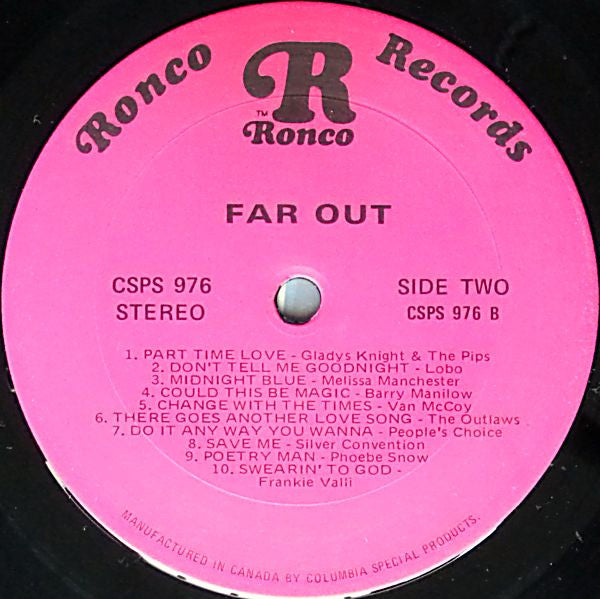 Ronco Records
R
™
Ronco
FAR OUT
CSPS 976
STEREO
SIDE TWO
CSPS 976 B
1. PART TIME LOVE - Gladys Knight & The Pips
2. DON'T TELL ME GOODNIGHT - Lobo
3. MIDNIGHT BLUE - Melissa Manchester
4. COULD THIS BE MAGIC - Barry Manilow
5. CHANGE WITH THE TIMES - Van McCoy
6. THERE GOES ANOTHER LOVE SONG - The Outlaws
7. DO IT ANY WAY YOU WANNA - People's Choice
8. SAVE ME - Silver Convention
9. POETRY MAN - Phoebe Snow
10. SWEARIN' TO GOD -
Frankie Valli
MANUFACTURED IN CANADA BY COLUMBIA SPECIAL PRODUCTS.